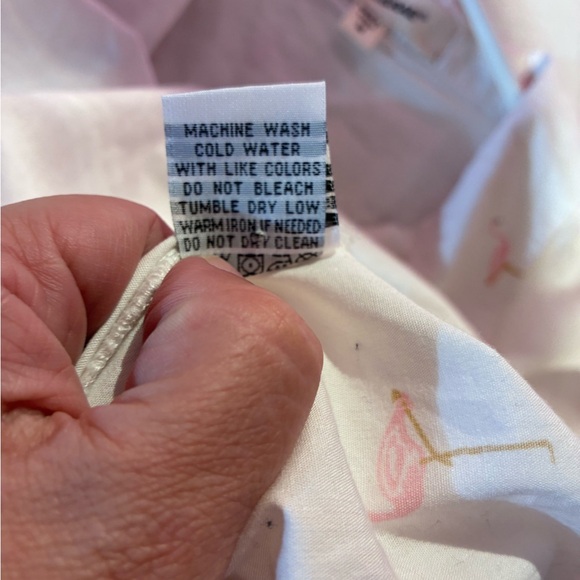 MACHINE WASH
COLD WATER
WITH LIKE COLORS
DO NOT BLEACH
TUMBLE DRY LOW
WARM IRON IF NEEDED
DO NOT DRY CLEAN